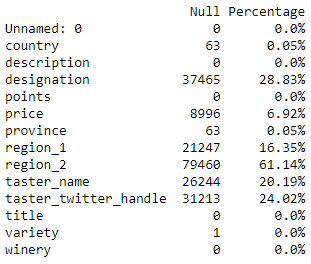 Null Percentage
Unnamed: 0 0 0.0%
country 63 0.05%
description 0 0.0%
designation 37465 28.83%
points 0 0.0%
price 8996 6.92%
province 63 0.05%
region_1 21247 16.35%
region_2 79460 61.14%
taster_name 26244 20.19%
taster_twitter_handle 31213 24.02%
title 0 0.0%
variety 1 0.0%
winery 0 0.0%